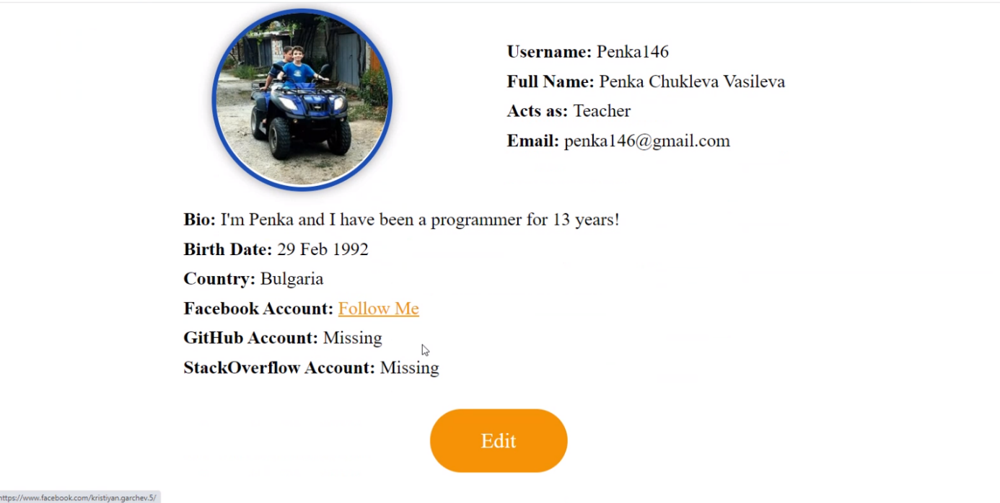 Username: Penka146
Full Name: Penka Chukleva Vasileva
Acts as: Teacher
Email: penka146@gmail.com
Bio: I'm Penka and I have been a programmer for 13 years!
Birth Date: 29 Feb 1992
Country: Bulgaria
Facebook Account: Follow Me
GitHub Account: Missing
StackOverflow Account: Missing
Edit
https://www.facebook.com/kristiyan.garchev.5/